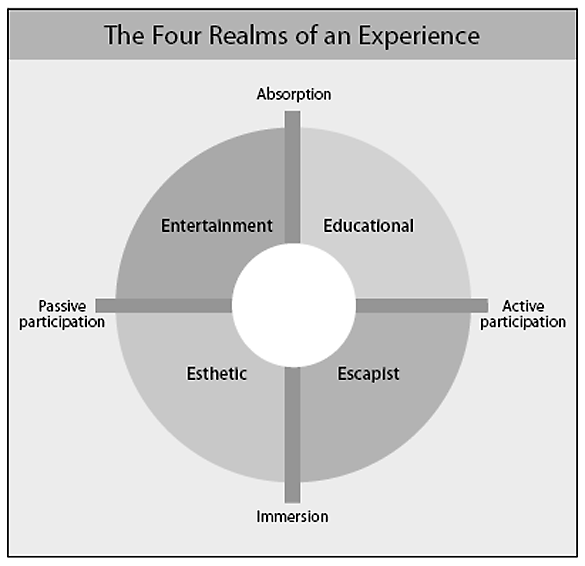 The Four Realms of an Experience
Absorption
Entertainment
Educational
Passive
participation
Active
participation
Esthetic
Escapist
Immersion